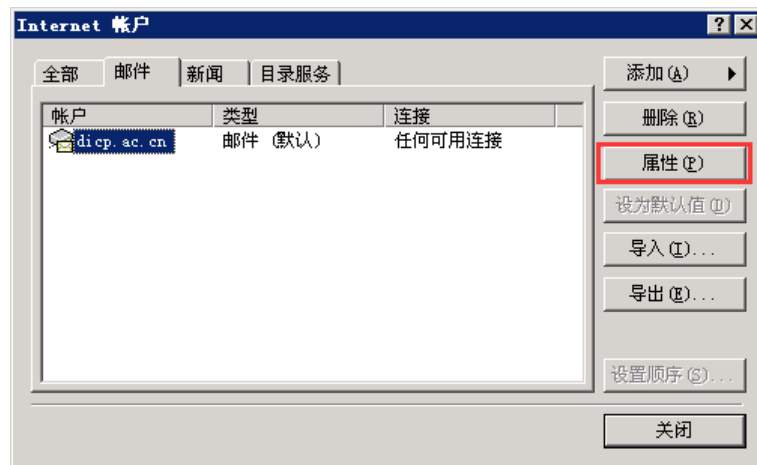 Internet 帐户
全部 邮件 新闻 目录服务
帐户 类型 连接
dicp.ac.cn 邮件 (默认) 任何可用连接
添加(A)
删除(R)
属性(P)
设为默认值(D)
导入(I)...
导出(E)...
设置顺序(S)...
关闭